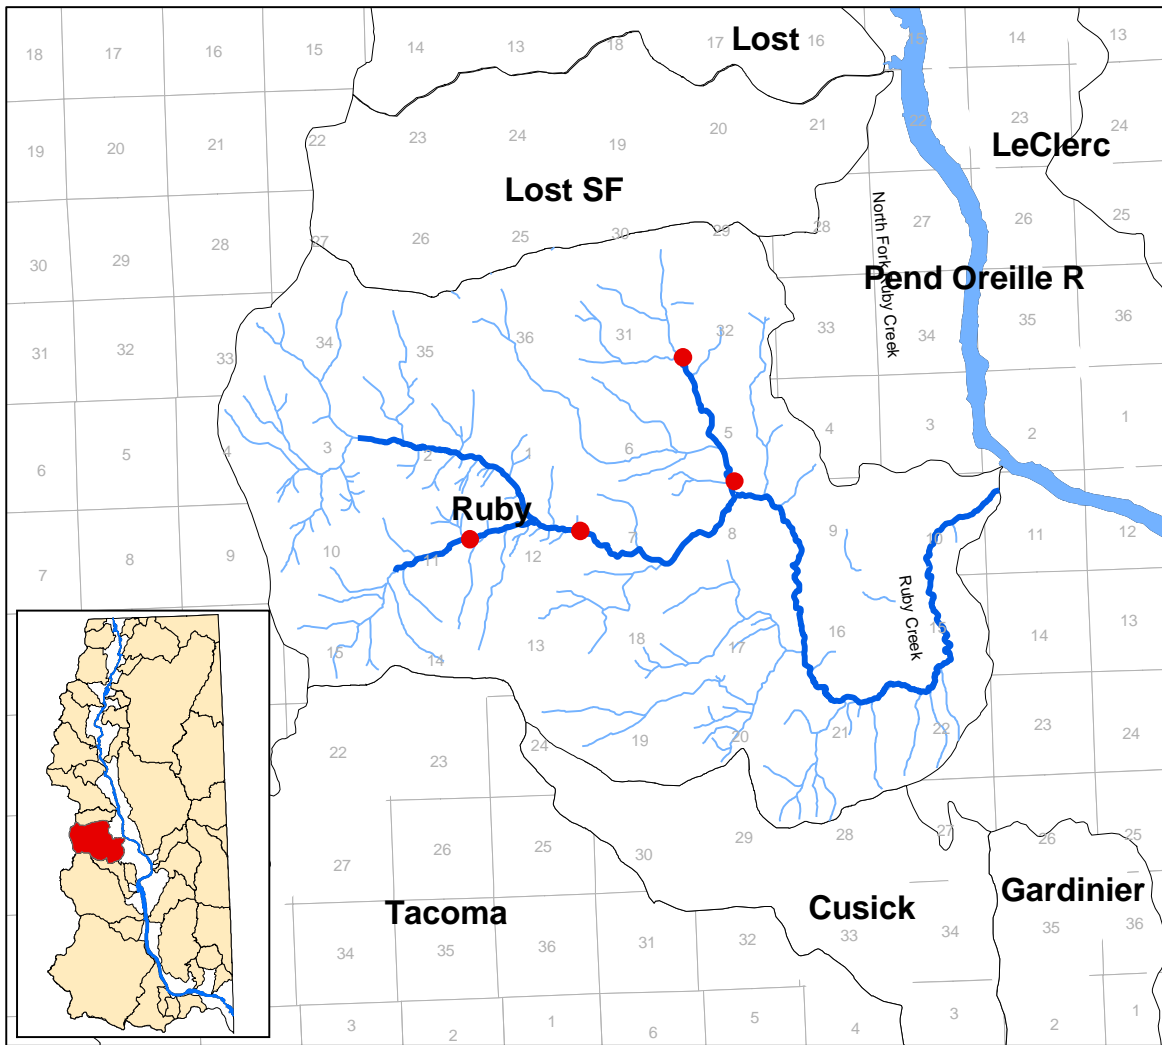 Lost
18 17 16 15 14 13 18 17 16 15 14 13
19 20 21 22 23 24 19 20 21 22 23 24
LeClerc
Lost SF
30 29 28 27 26 25 30 29 28 27 26 25
North Fork Ruby Creek
Pend Oreille R
31 32 33 34 35 36 31 32 33 34 35 36
6 5 4 3 2 1 6 5 4 3 2 1
Ruby
7 8 9 10 11 12 7 8 9 10 11 12
Ruby Creek
15 14 13 18 17 16 15 14 13
22 23 24 19 20 21 22 23 24
27 26 25 30 29 28 27 26 25
Tacoma
Cusick
Gardinier
34 35 36 31 32 33 34 35 36
3 2 1 6 5 4 3 2 1